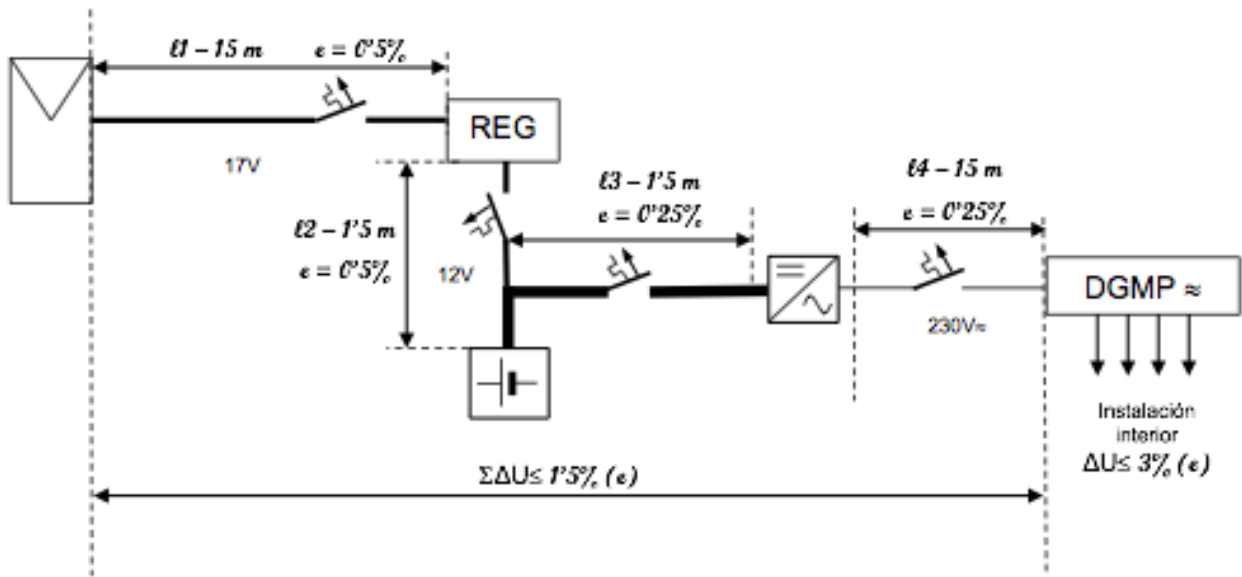 ℓ1 – 15 m e = 0'5%
REG
17V
ℓ2 – 1'5 m
e = 0'5%
12V
ℓ3 – 1'5 m
e = 0'25%
ℓ4 – 15 m
e = 0'25%
230V≈
DGMP ≈
Instalación
interior
ΔU≤ 3% (e)
ΣΔU≤ 1'5% (e)